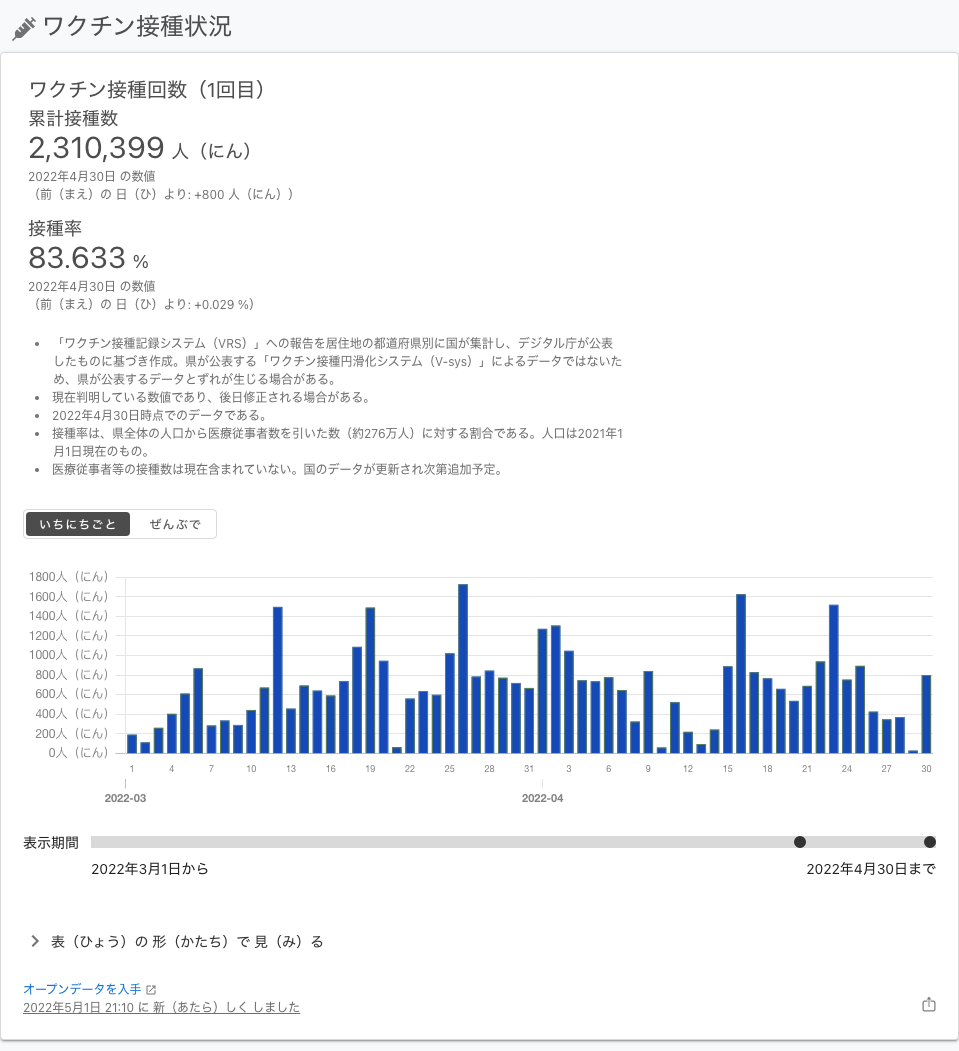 ワクチン接種状況
ワクチン接種回数（1回目）
累計接種数
2,310,399 人（にん）
2022年4月30日 の数値
（前（まえ）の 日（ひ）より: +800 人（にん））
接種率
83.633 %
2022年4月30日 の数値
（前（まえ）の 日（ひ）より: +0.029 %）
• 「ワクチン接種記録システム（VRS）」への報告を居住地の都道府県別に国が集計し、デジタル庁が公表
したものに基づき作成。県が公表する「ワクチン接種円滑化システム（V-sys）」によるデータではないた
め、県が公表するデータとずれが生じる場合がある。
• 現在判明している数値であり、後日修正される場合がある。
• 2022年4月30日時点でのデータである。
• 接種率は、県全体の人口から医療従事者数を引いた数（約276万人）に対する割合である。人口は2021年1
月1日現在のもの。
• 医療従事者等の接種数は現在含まれていない。国のデータが更新され次第追加予定。
いちにちごと ぜんぶで
1800人（にん）
1600人（にん）
1400人（にん）
1200人（にん）
1000人（にん）
800人（にん）
600人（にん）
400人（にん）
200人（にん）
0人（にん）
1 4 7 10 13 16 19 22 25 28 31 3 6 9 12 15 18 21 24 27 30
2022-03 2022-04
表示期間
2022年3月1日から 2022年4月30日まで
表（ひょう）の 形（かたち）で 見（み）る
オープンデータを入手
2022年5月1日 21:10 に 新（あたら）しく しました